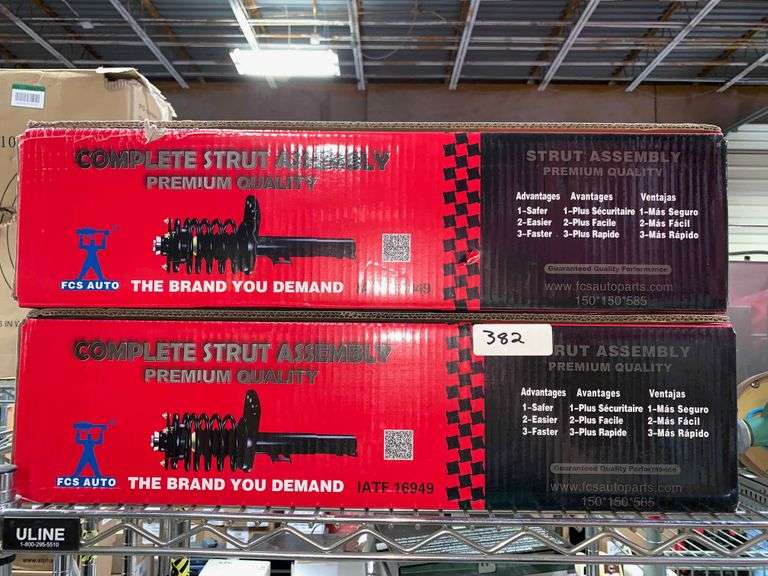 COMPLETE STRUT ASSEMBLY
PREMIUM QUALITY
FCS AUTO
THE BRAND YOU DEMAND
STRUT ASSEMBLY
PREMIUM QUALITY
Advantages Avantages Ventajas
1-Safer 1-Plus Sécuritaire 1-Más Seguro
2-Easier 2-Plus Facile 2-Más Fácil
3-Faster 3-Plus Rapide 3-Más Rápido
Guaranteed Quality Performance
www.fcsautoparts.com
150*150*585
382
COMPLETE STRUT ASSEMBLY
PREMIUM QUALITY
FCS AUTO
THE BRAND YOU DEMAND
IATF 16949
STRUT ASSEMBLY
PREMIUM QUALITY
Advantages Avantages Ventajas
1-Safer 1-Plus Sécuritaire 1-Más Seguro
2-Easier 2-Plus Facile 2-Más Fácil
3-Faster 3-Plus Rapide 3-Más Rápido
Guaranteed Quality Performance
www.fcsautoparts.com
150*150*585
ULINE
1-800-295-5510